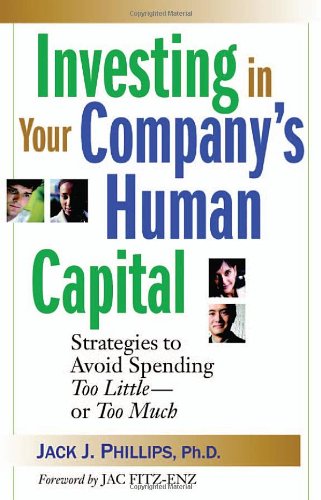 Investing in
Your Company's
Human
Capital
Strategies to
Avoid Spending
Too Little—
or Too Much
JACK J. PHILLIPS, Ph.D.
Foreword by JAC FITZ-ENZ